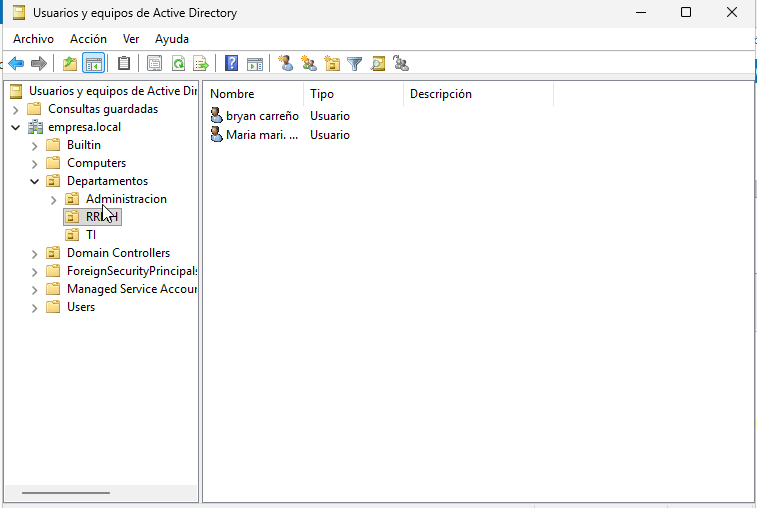 Usuarios y equipos de Active Directory
Archivo Acción Ver Ayuda
Usuarios y equipos de Active Dir
Consultas guardadas
empresa.local
Builtin
Computers
Departamentos
Administracion
TI
Domain Controllers
ForeignSecurityPrincipals
Managed Service Accour
Users
Nombre Tipo Descripción
bryan carreño Usuario
Maria mari. ... Usuario